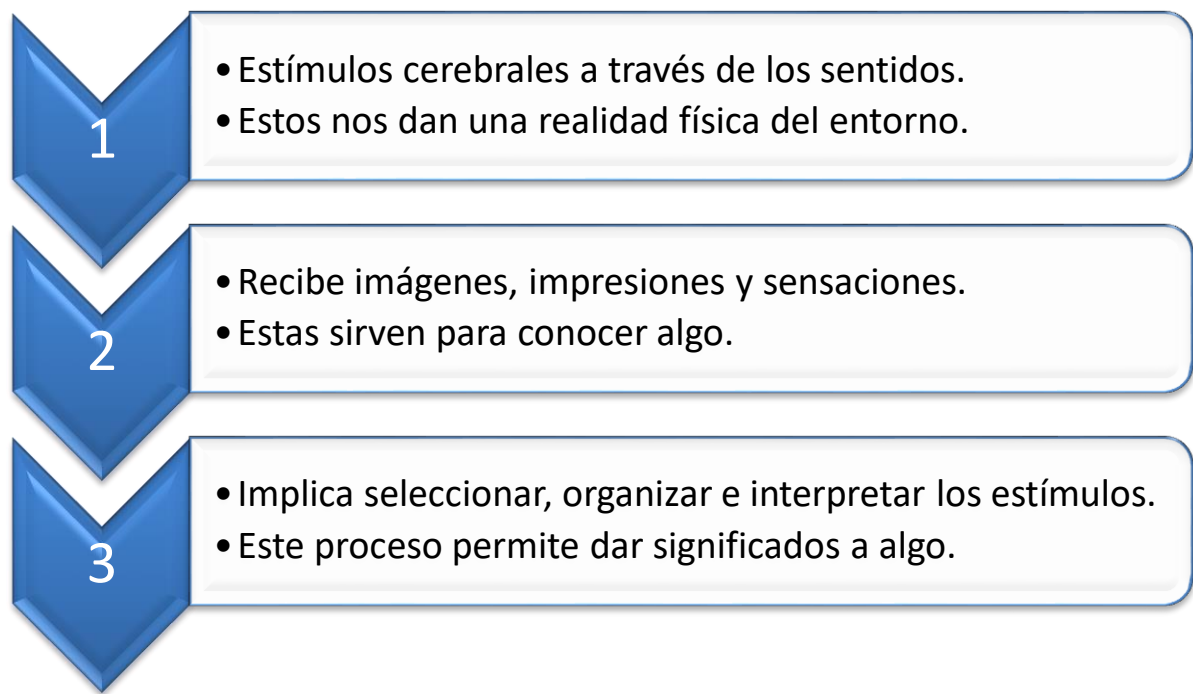 1
• Estímulos cerebrales a través de los sentidos.
• Estos nos dan una realidad física del entorno.
2
• Recibe imágenes, impresiones y sensaciones.
• Estas sirven para conocer algo.
3
• Implica seleccionar, organizar e interpretar los estímulos.
• Este proceso permite dar significados a algo.